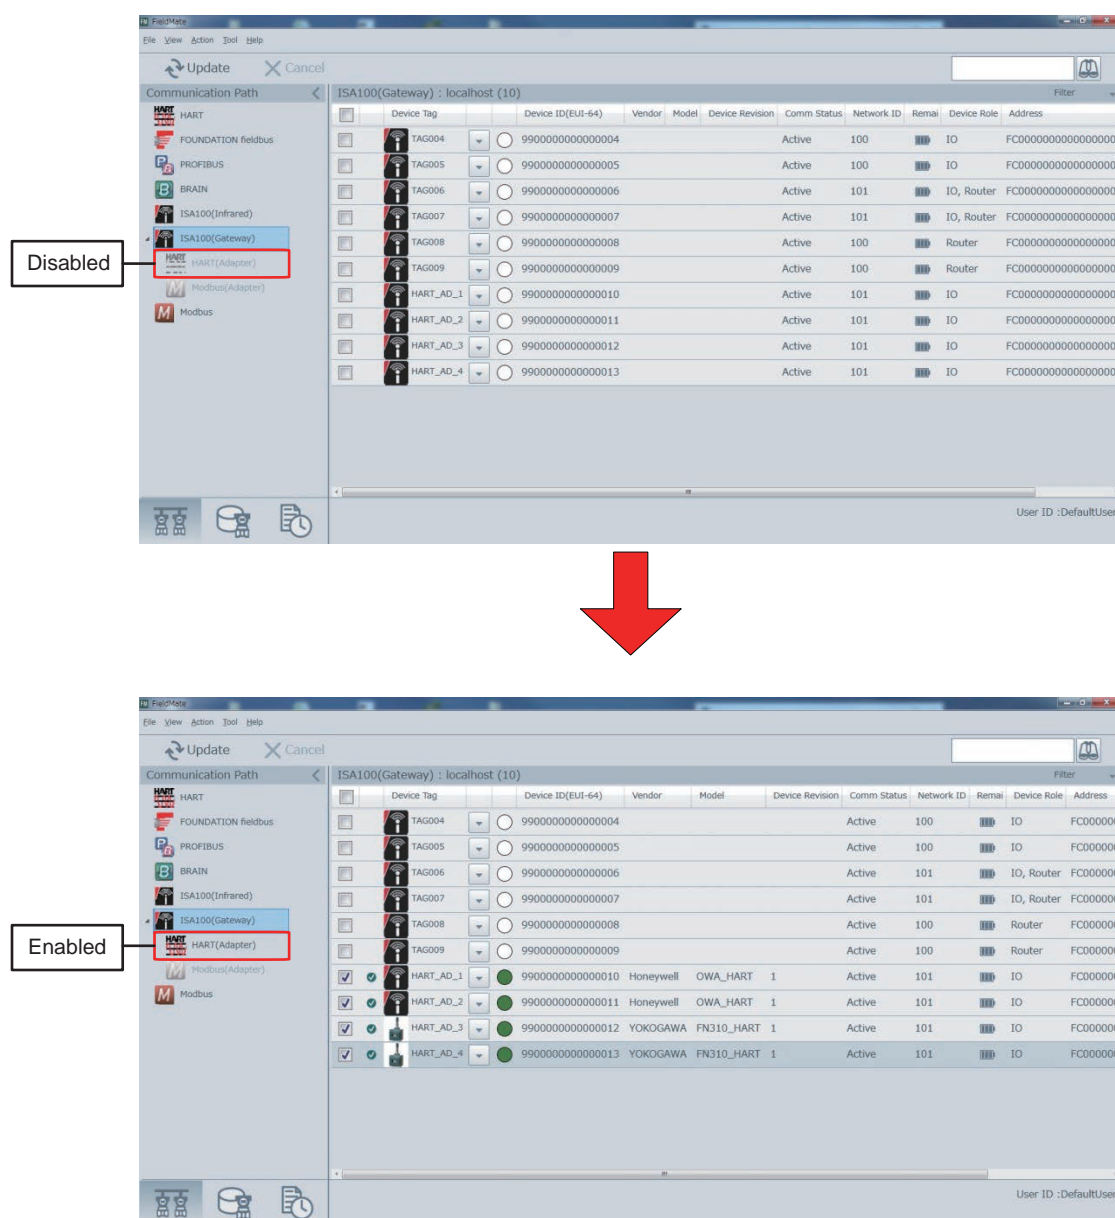 FieldMate
File View Action Tool Help
Update Cancel
Communication Path ISA100(Gateway) : localhost (10) Filter
HART Device Tag Device ID(EUI-64) Vendor Model Device Revision Comm Status Network ID Remai Device Role Address
FOUNDATION fieldbus TAG004 9900000000000004 Active 100 IO
PROFIBUS TAG005 9900000000000005 Active 100 IO
BRAIN TAG006 9900000000000006 Active 101 IO, Router
ISA100(Infrared) TAG007 9900000000000007 Active 101 IO, Router
ISA100(Gateway) TAG008 9900000000000008 Active 100 Router
Disabled HART(Adapter) TAG009 9900000000000009 Active 100 Router
Modbus(Adapter) HART_AD_1 9900000000000010 Active 101 IO
Modbus HART_AD_2 9900000000000011 Active 101 IO
HART_AD_3 9900000000000012 Active 101 IO
HART_AD_4 9900000000000013 Active 101 IO
User ID :DefaultUser
FieldMate
File View Action Tool Help
Update Cancel
Communication Path ISA100(Gateway) : localhost (10) Filter
HART Device Tag Device ID(EUI-64) Vendor Model Device Revision Comm Status Network ID Remai Device Role Address
FOUNDATION fieldbus TAG004 9900000000000004 Active 100 IO
PROFIBUS TAG005 9900000000000005 Active 100 IO
BRAIN TAG006 9900000000000006 Active 101 IO, Router
ISA100(Infrared) TAG007 9900000000000007 Active 101 IO, Router
ISA100(Gateway) TAG008 9900000000000008 Active 100 Router
Enabled HART(Adapter) TAG009 9900000000000009 Active 100 Router
Modbus(Adapter) HART_AD_1 9900000000000010 Honeywell OWA_HART 1 Active 101 IO
Modbus HART_AD_2 9900000000000011 Honeywell OWA_HART 1 Active 101 IO
HART_AD_3 9900000000000012 YOKOGAWA FN310_HART 1 Active 101 IO
HART_AD_4 9900000000000013 YOKOGAWA FN310_HART 1 Active 101 IO
User ID :DefaultUser